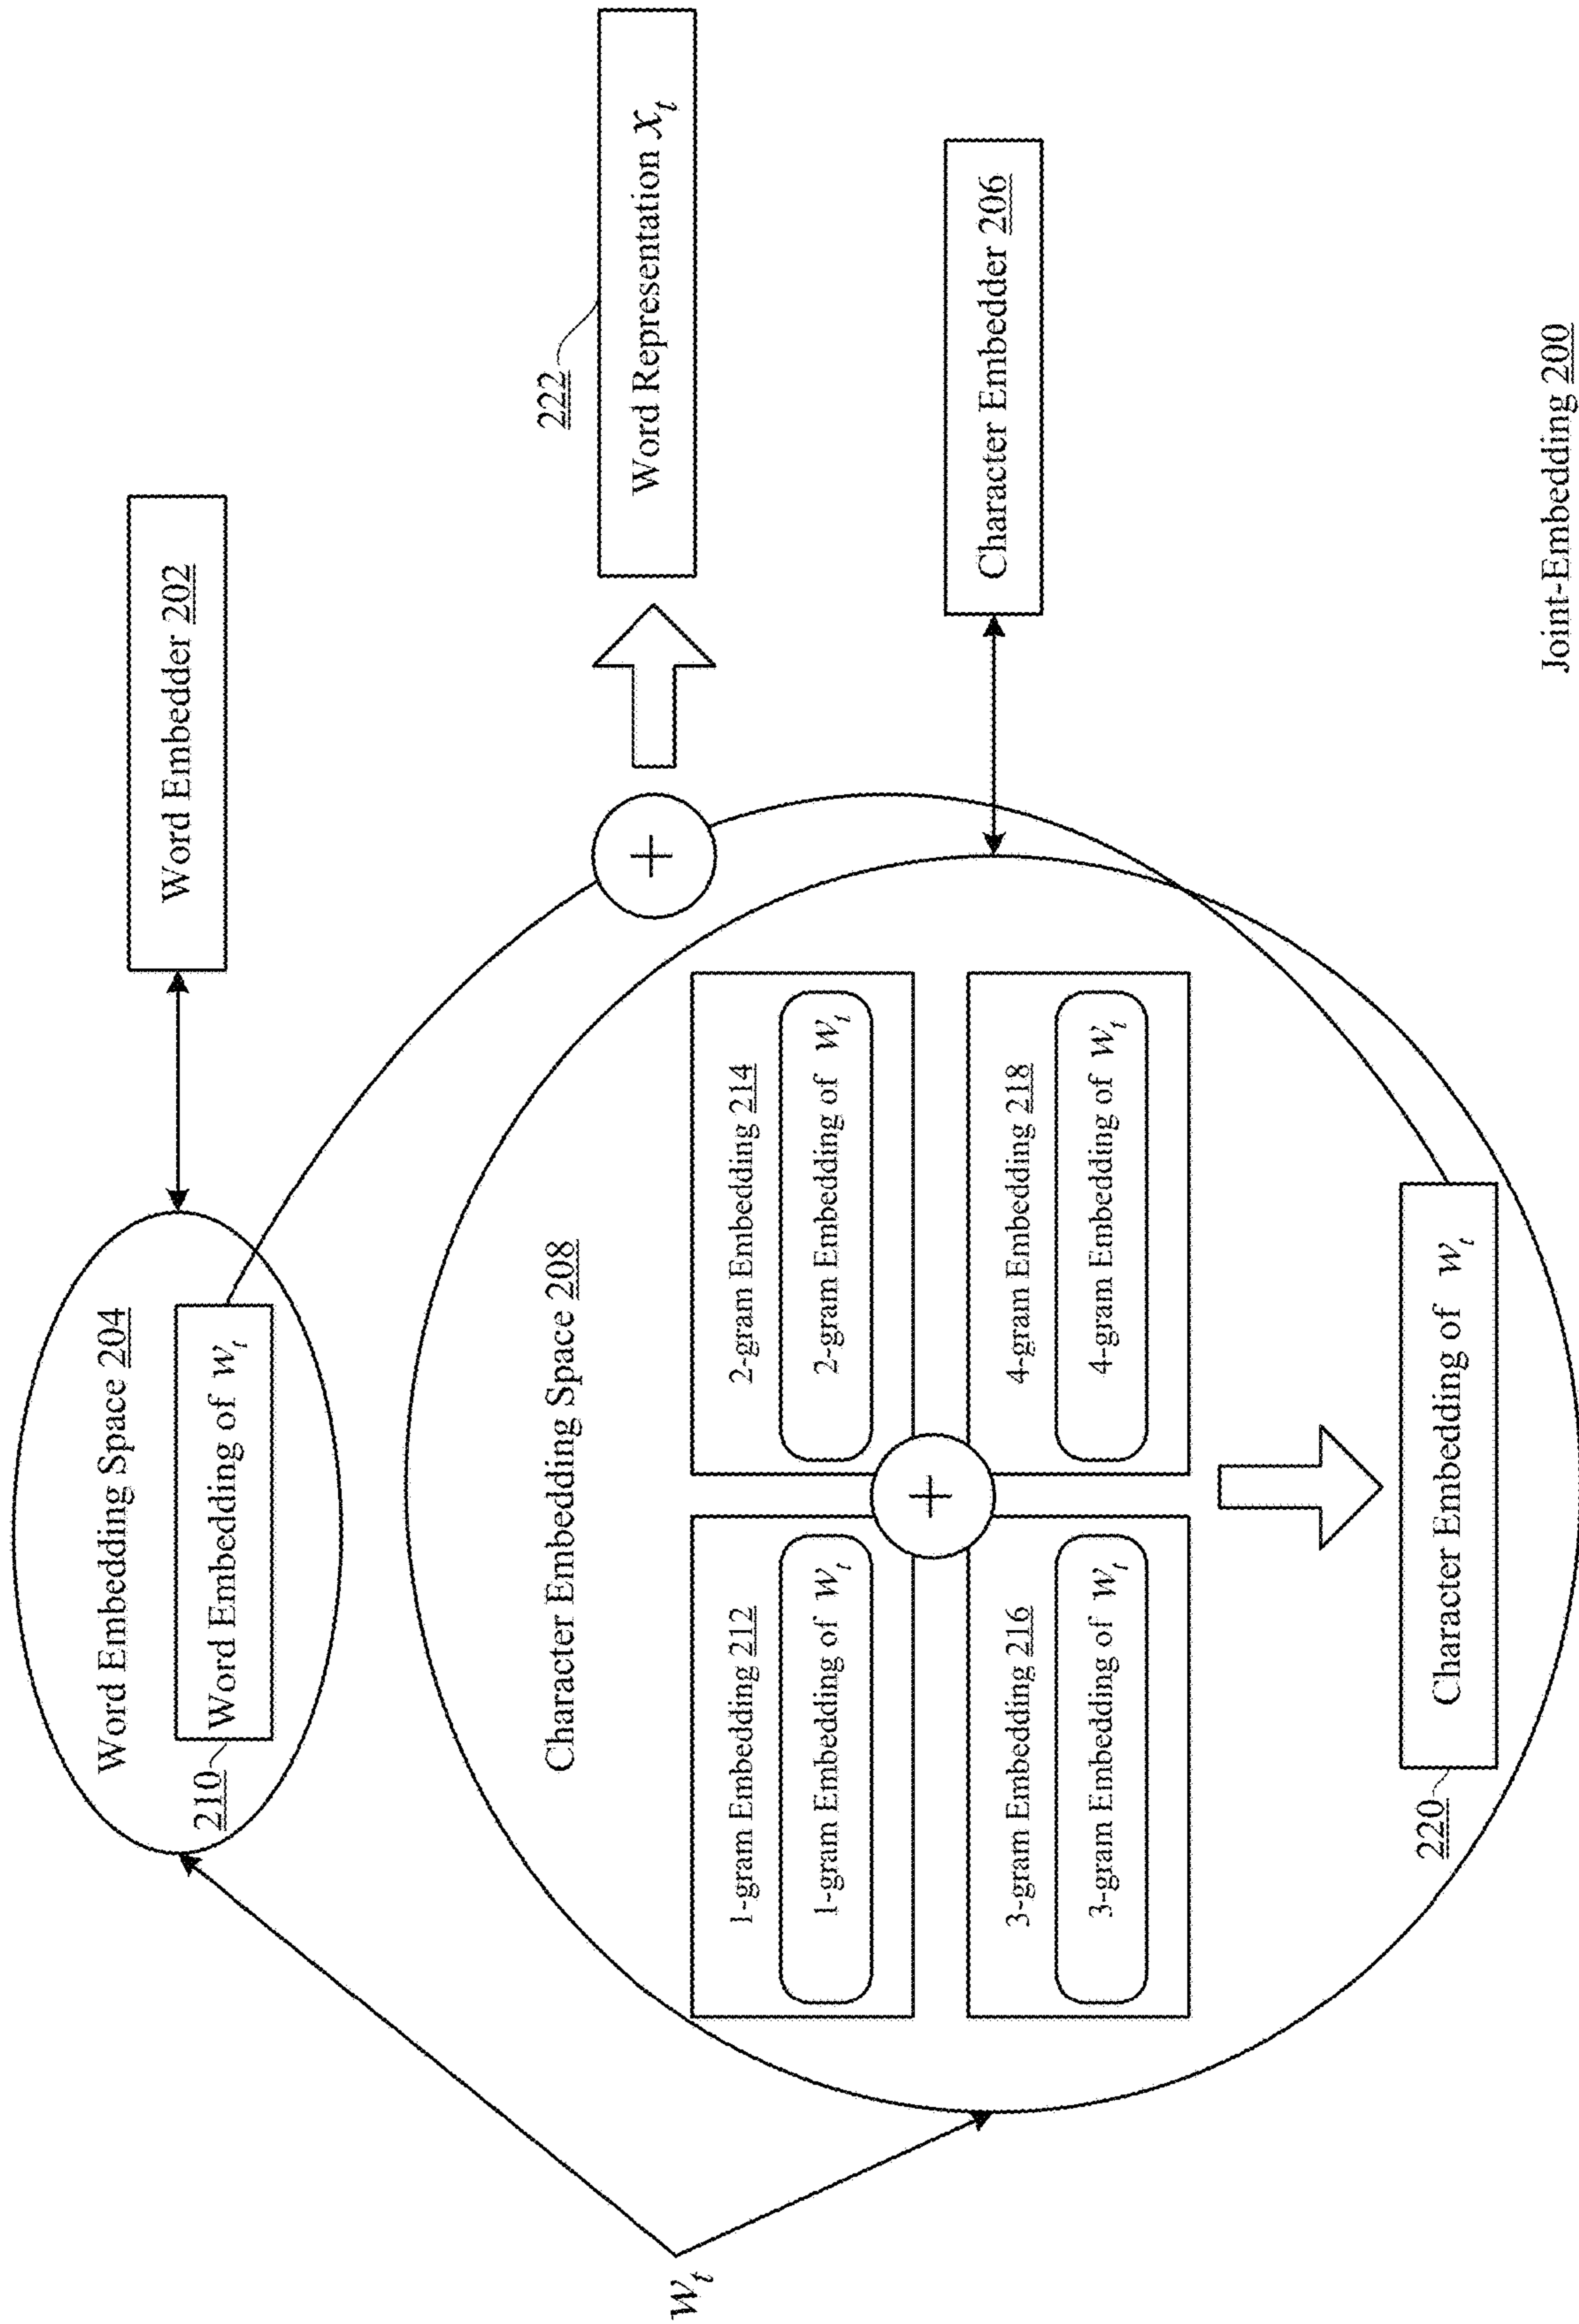 Word Embedding Space 204
210
Word Embedding of w_t
Word Embedder 202
w_t
Character Embedding Space 208
1-gram Embedding 212
1-gram Embedding of w_t
2-gram Embedding 214
2-gram Embedding of w_t
+
3-gram Embedding 216
3-gram Embedding of w_t
4-gram Embedding 218
4-gram Embedding of w_t
220
Character Embedding of w_t
+
222
Word Representation x_t
Character Embedder 206
Joint-Embedding 200